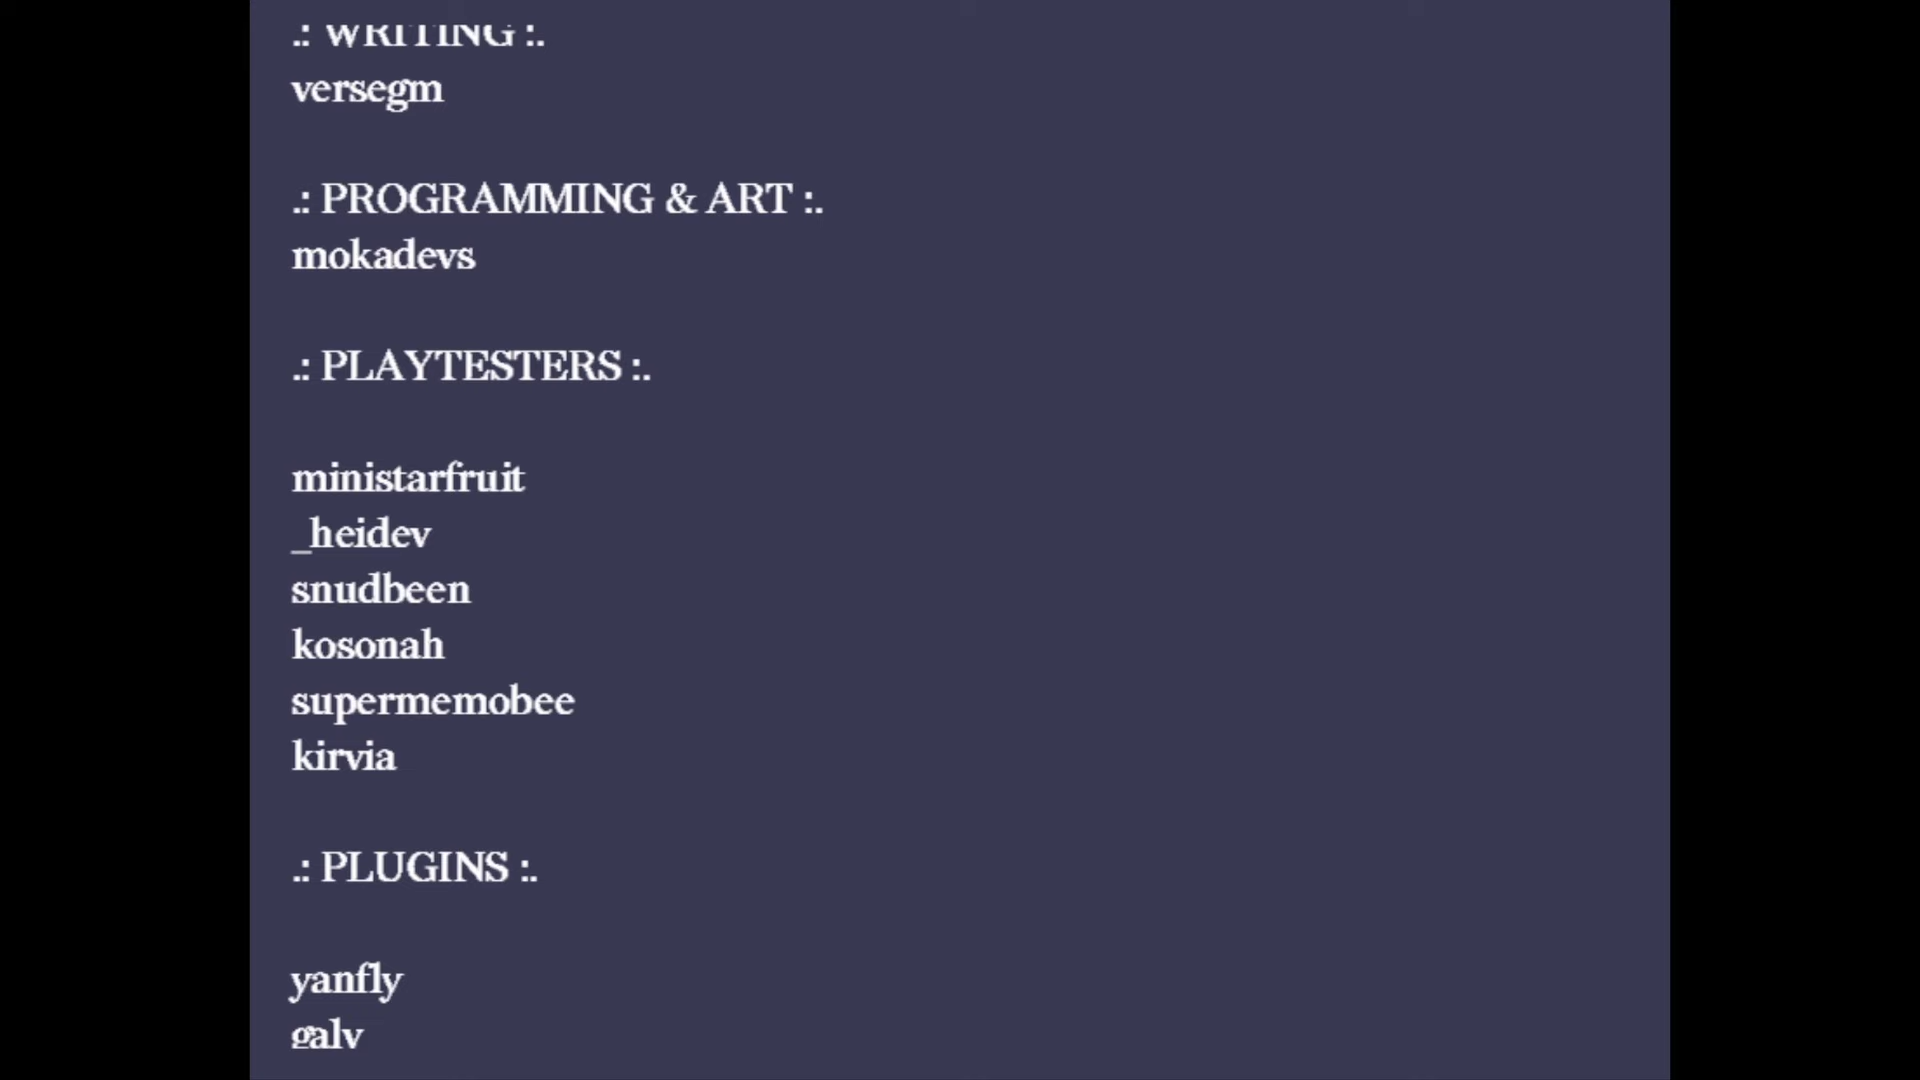 .: WRITING :.
versegm
.: PROGRAMMING & ART :.
mokadevs
.: PLAYTESTERS :.
ministarfruit
_heidev
snudbeen
kosonah
supermemobee
kirvia
.: PLUGINS :.
yanfly
galv